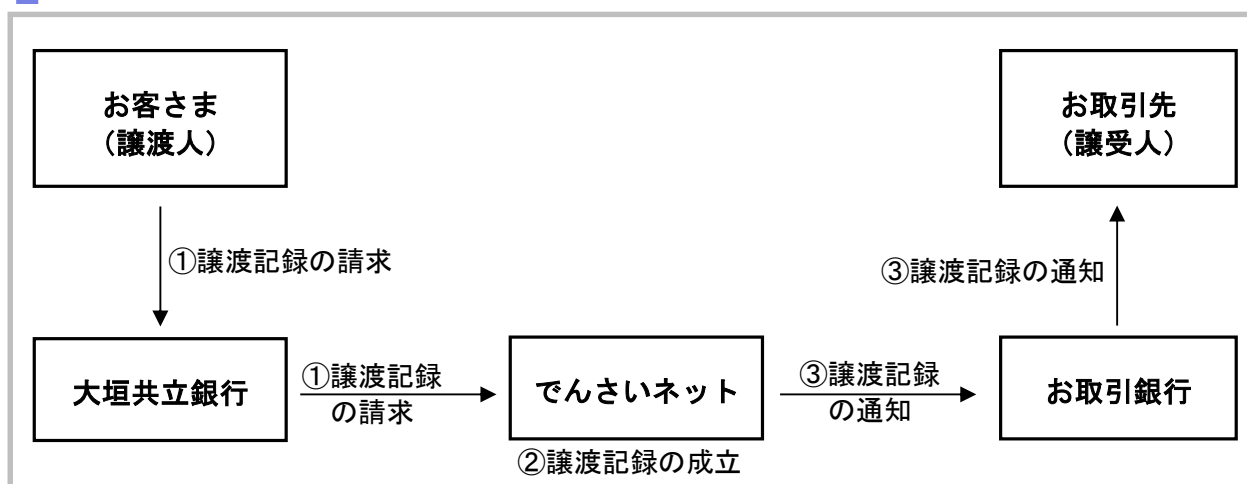 お客さま
（譲渡人）
お取引先
（譲受人）
①譲渡記録の請求
③譲渡記録の通知
大垣共立銀行
①譲渡記録
の請求
でんさいネット
③譲渡記録
の通知
お取引銀行
②譲渡記録の成立